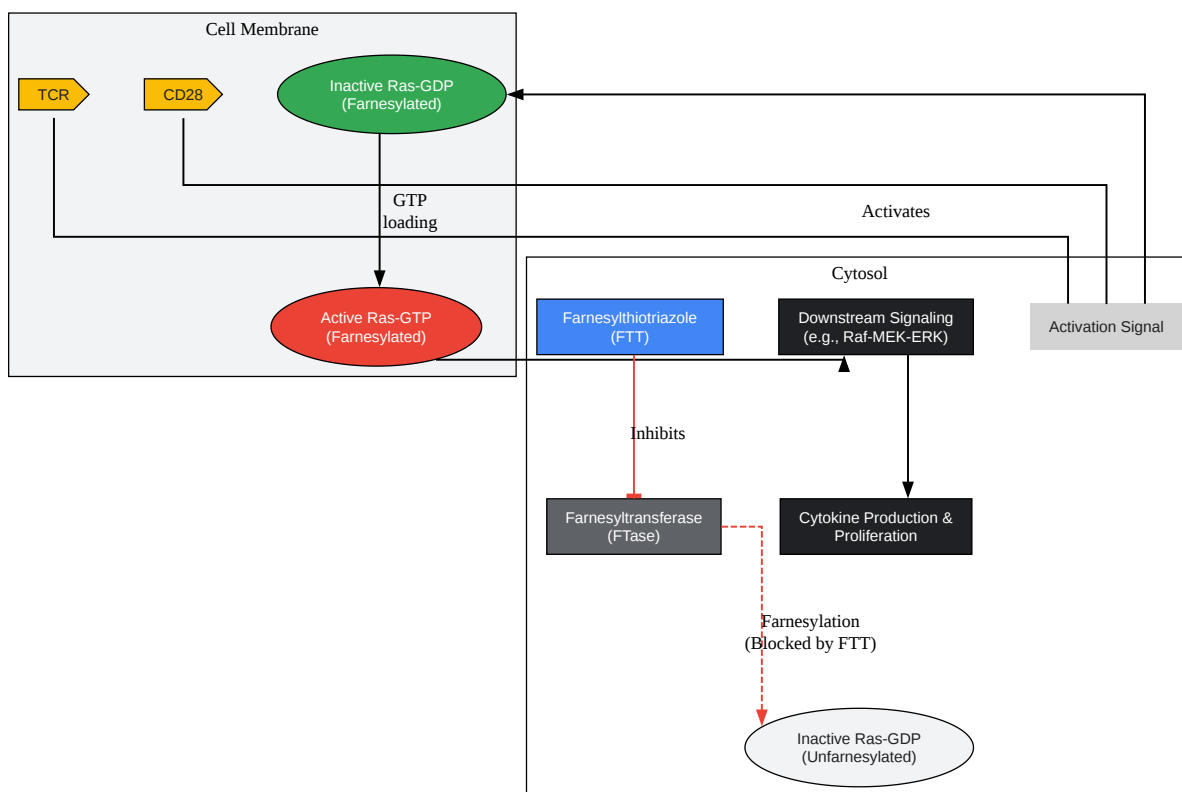 Cell Membrane
TCR
CD28
Inactive Ras-GDP
(Farnesylated)
GTP
loading
Activates
Active Ras-GTP
(Farnesylated)
Cytosol
Farnesylthiotriazole
(FTT)
Downstream Signaling
(e.g., Raf-MEK-ERK)
Activation Signal
Inhibits
Farnesyltransferase
(FTase)
Cytokine Production &
Proliferation
Farnesylation
(Blocked by FTT)
Inactive Ras-GDP
(Unfarnesylated)